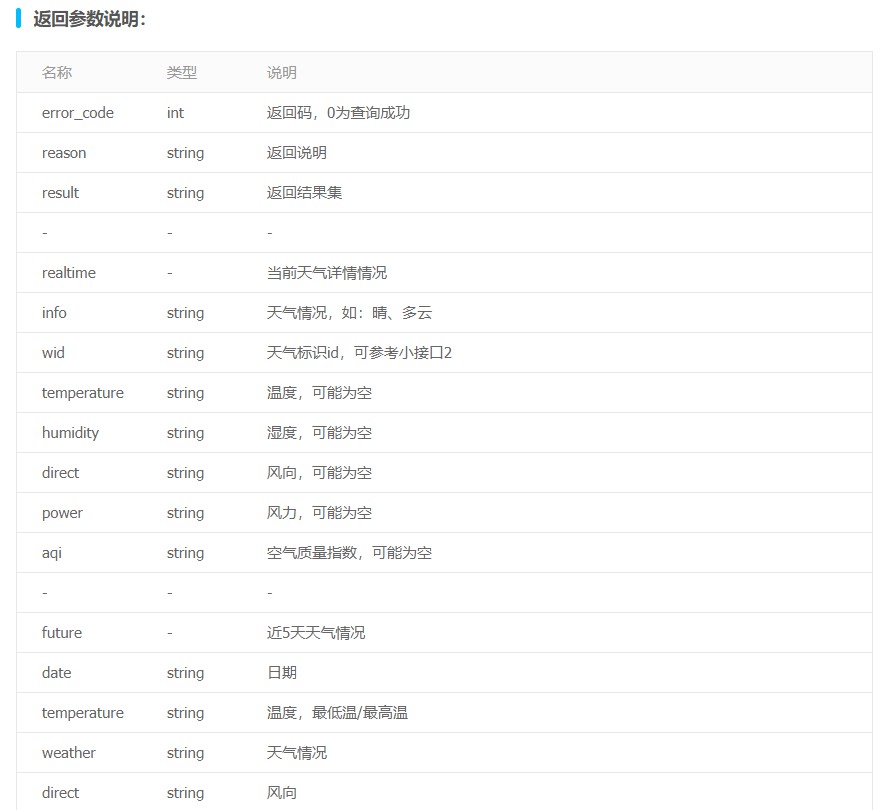 返回参数说明：
名称 类型 说明
error_code int 返回码，0为查询成功
reason string 返回说明
result string 返回结果集
- - -
realtime - 当前天气详情情况
info string 天气情况，如：晴、多云
wid string 天气标识id，可参考小接口2
temperature string 温度，可能为空
humidity string 湿度，可能为空
direct string 风向，可能为空
power string 风力，可能为空
aqi string 空气质量指数，可能为空
- - -
future - 近5天天气情况
date string 日期
temperature string 温度，最低温/最高温
weather string 天气情况
direct string 风向